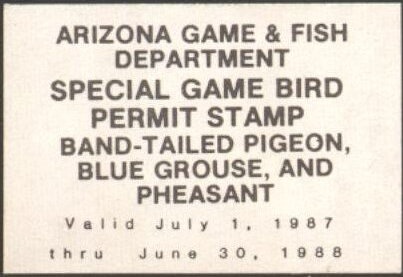 ARIZONA GAME & FISH
DEPARTMENT
SPECIAL GAME BIRD
PERMIT STAMP
BAND-TAILED PIGEON,
BLUE GROUSE, AND
PHEASANT
Valid July 1, 1987
thru June 30, 1988